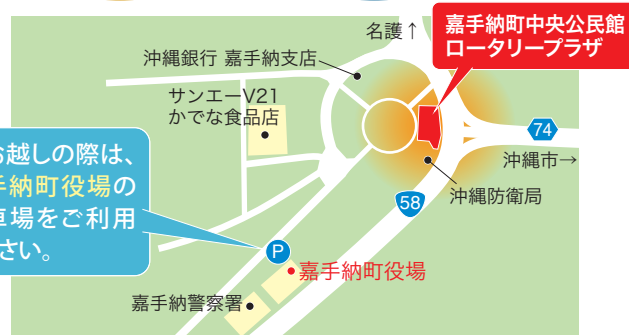 名護↑
嘉手納町中央公民館
ロータリープラザ
沖縄銀行 嘉手納支店
サンエーV21
かでな食品店
74
沖縄市→
お越しの際は、
手納町役場の
車場をご利用
さい。
沖縄防衛局
58
P
嘉手納町役場
嘉手納警察署